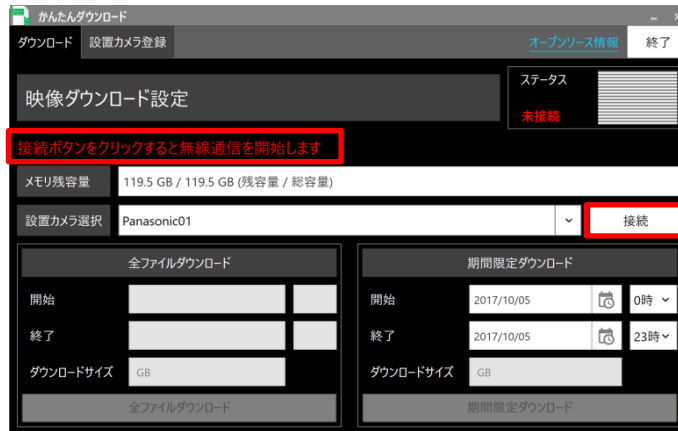 かんたんダウンロード
ダウンロード 設置カメラ登録 オープンソース情報 終了
映像ダウンロード設定
ステータス
未接続
接続ボタンをクリックすると無線通信を開始します
メモリ残容量 119.5 GB / 119.5 GB (残容量 / 総容量)
設置カメラ選択 Panasonic01 接続
全ファイルダウンロード
開始
終了
ダウンロードサイズ GB
全ファイルダウンロード
期間限定ダウンロード
開始 2017/10/05 0時
終了 2017/10/05 23時
ダウンロードサイズ GB
期間限定ダウンロード